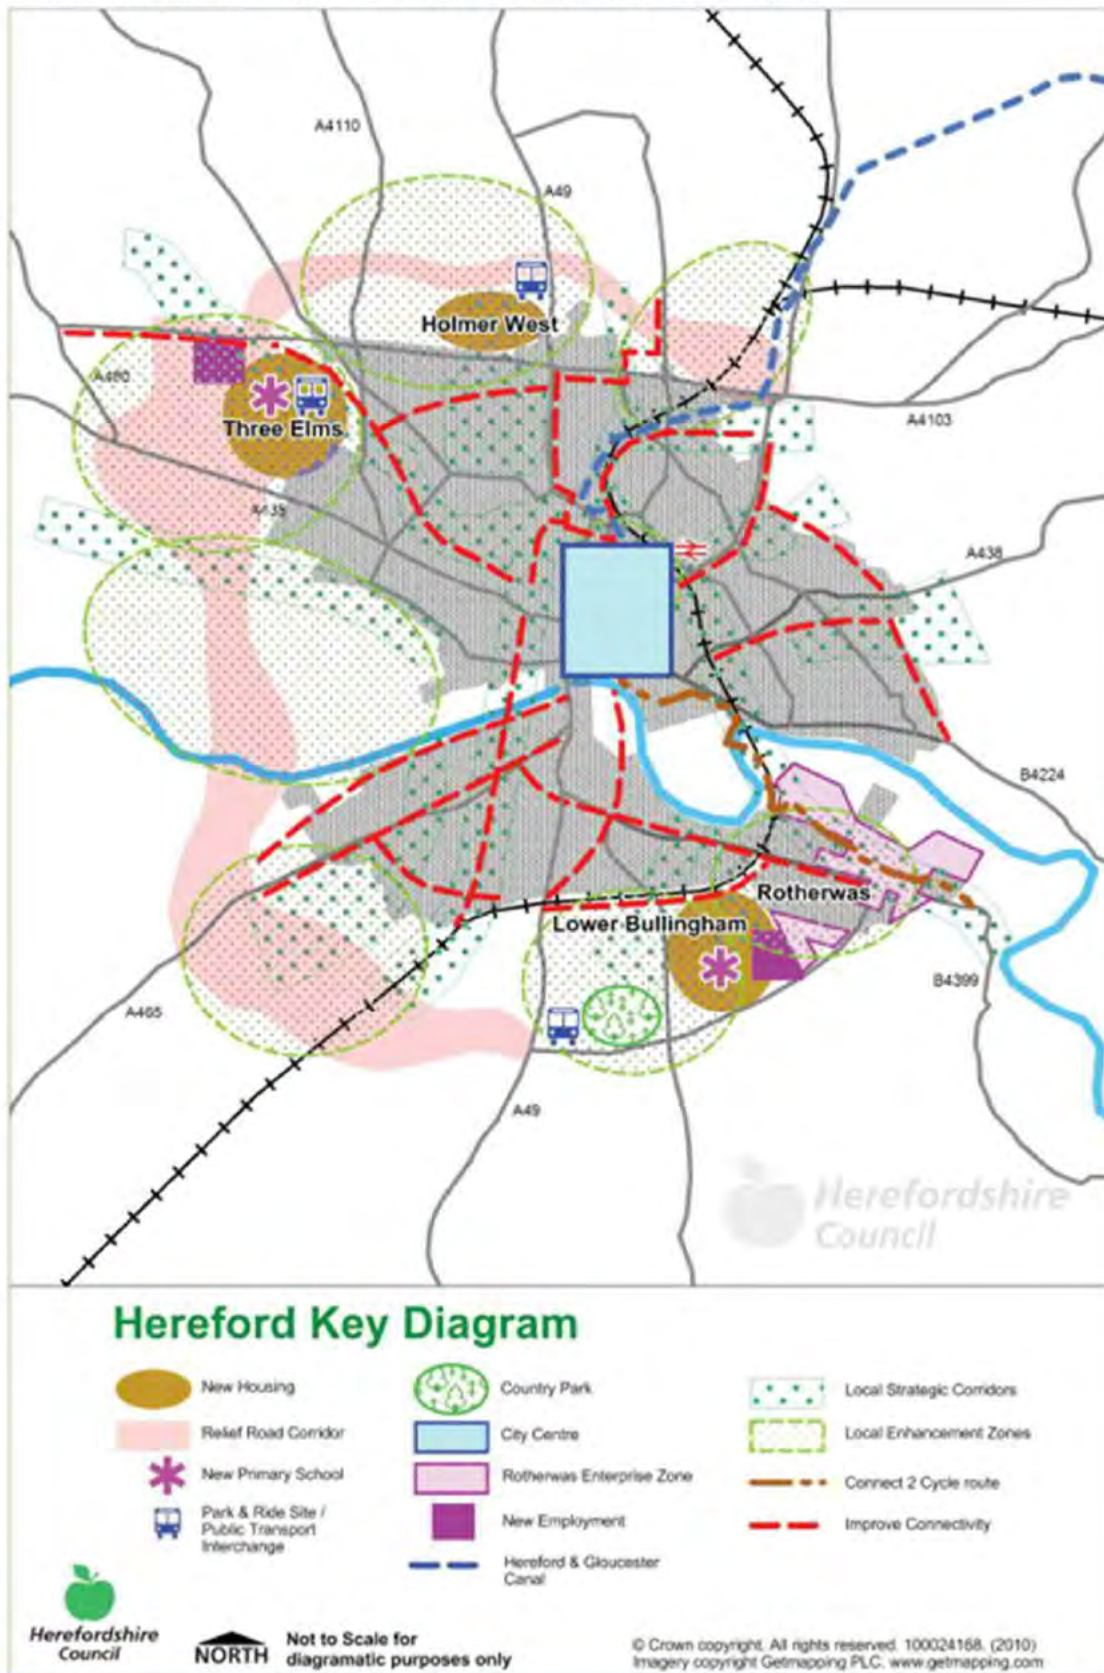 A4110
A49
Holmer West
A480
Three Elms
A4103
A438
A438
B4224
Rotherwas
Lower Bullingham
B4399
A465
A49
Herefordshire
Council
Hereford Key Diagram
New Housing
Relief Road Corridor
New Primary School
Park & Ride Site /
Public Transport
Interchange
Country Park
City Centre
Rotherwas Enterprise Zone
New Employment
Hereford & Gloucester
Canal
Local Strategic Corridors
Local Enhancement Zones
Connect 2 Cycle route
Improve Connectivity
Herefordshire
Council
NORTH
Not to Scale for
diagramatic purposes only
© Crown copyright. All rights reserved. 100024168. (2010)
Imagery copyright Getmapping PLC. www.getmapping.com